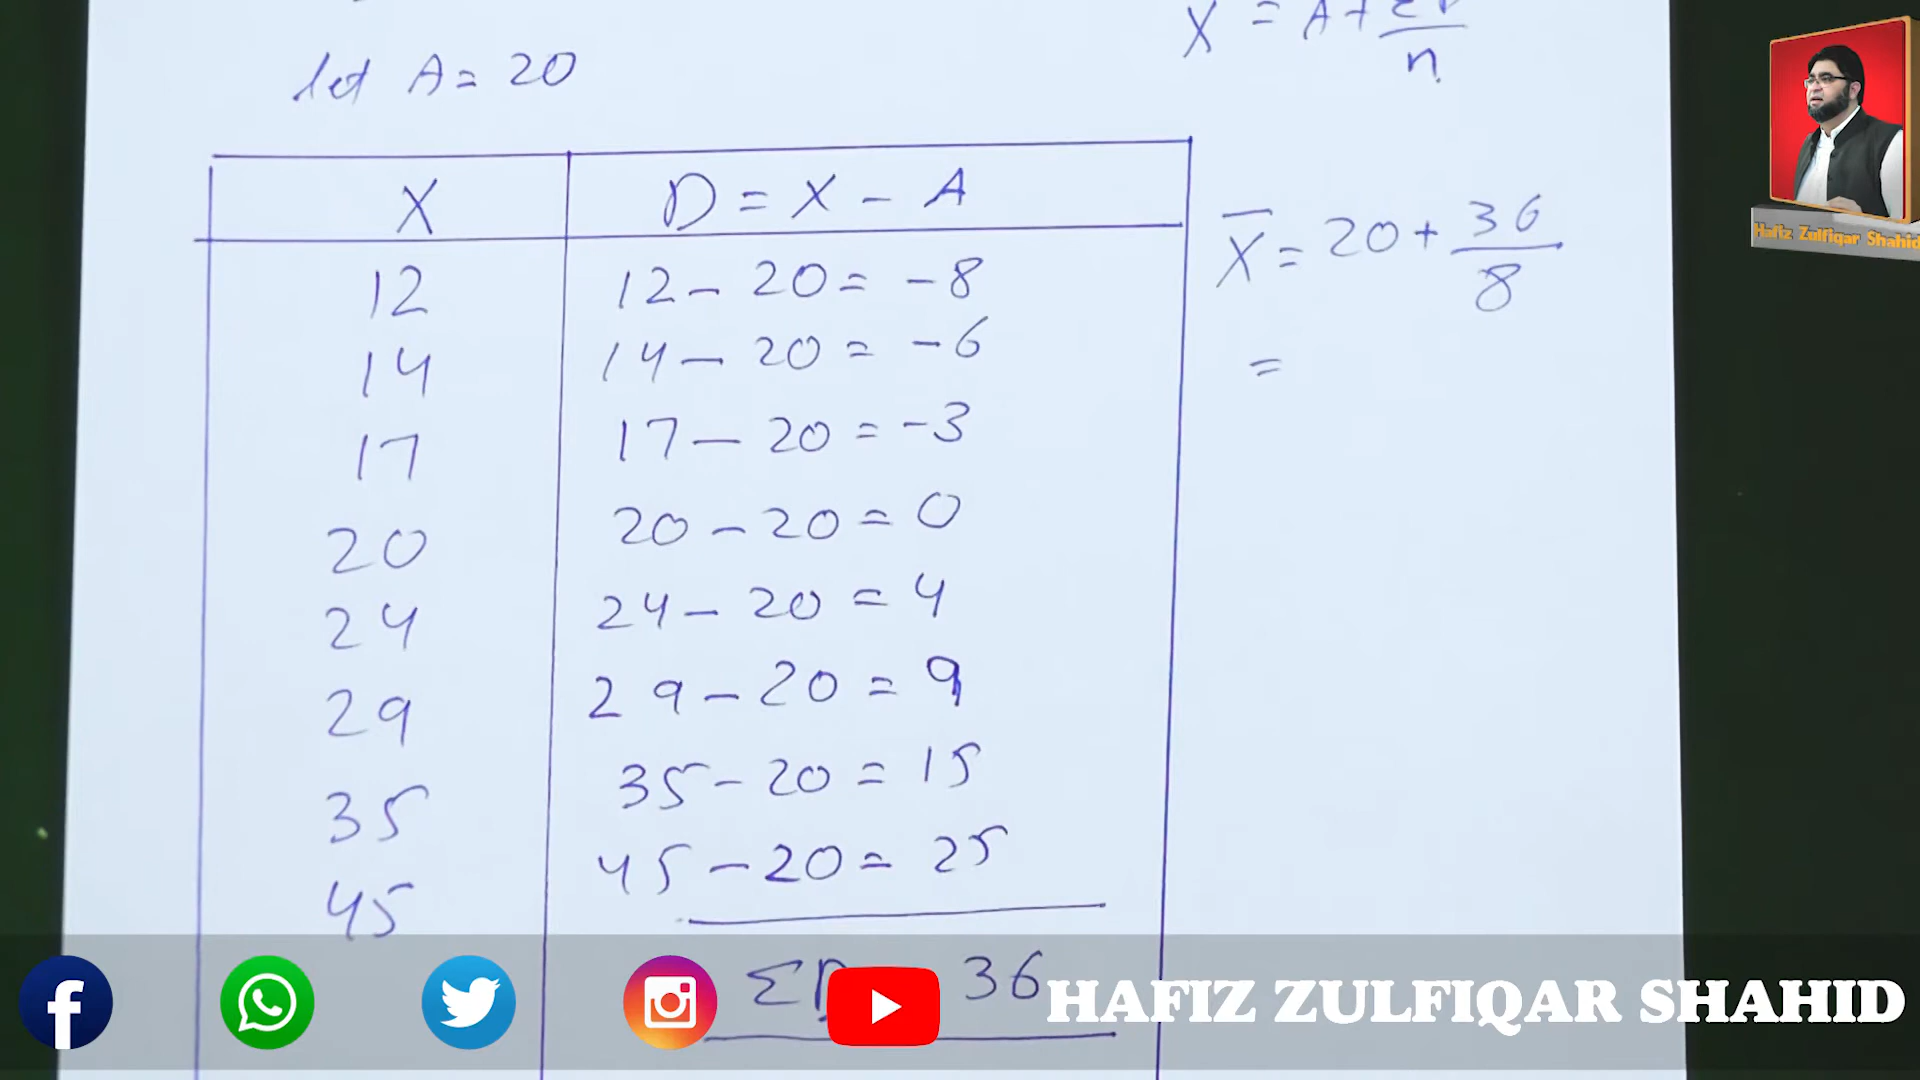 X = A + ΣD
n
let A = 20
X D = X - A
12 12 - 20 = -8
14 14 - 20 = -6
17 17 - 20 = -3
20 20 - 20 = 0
24 24 - 20 = 4
29 29 - 20 = 9
35 35 - 20 = 15
45 45 - 20 = 25
ΣD 36
X̄ = 20 + 36
8
=
Hafiz Zulfiqar Shahid
HAFIZ ZULFIQAR SHAHID